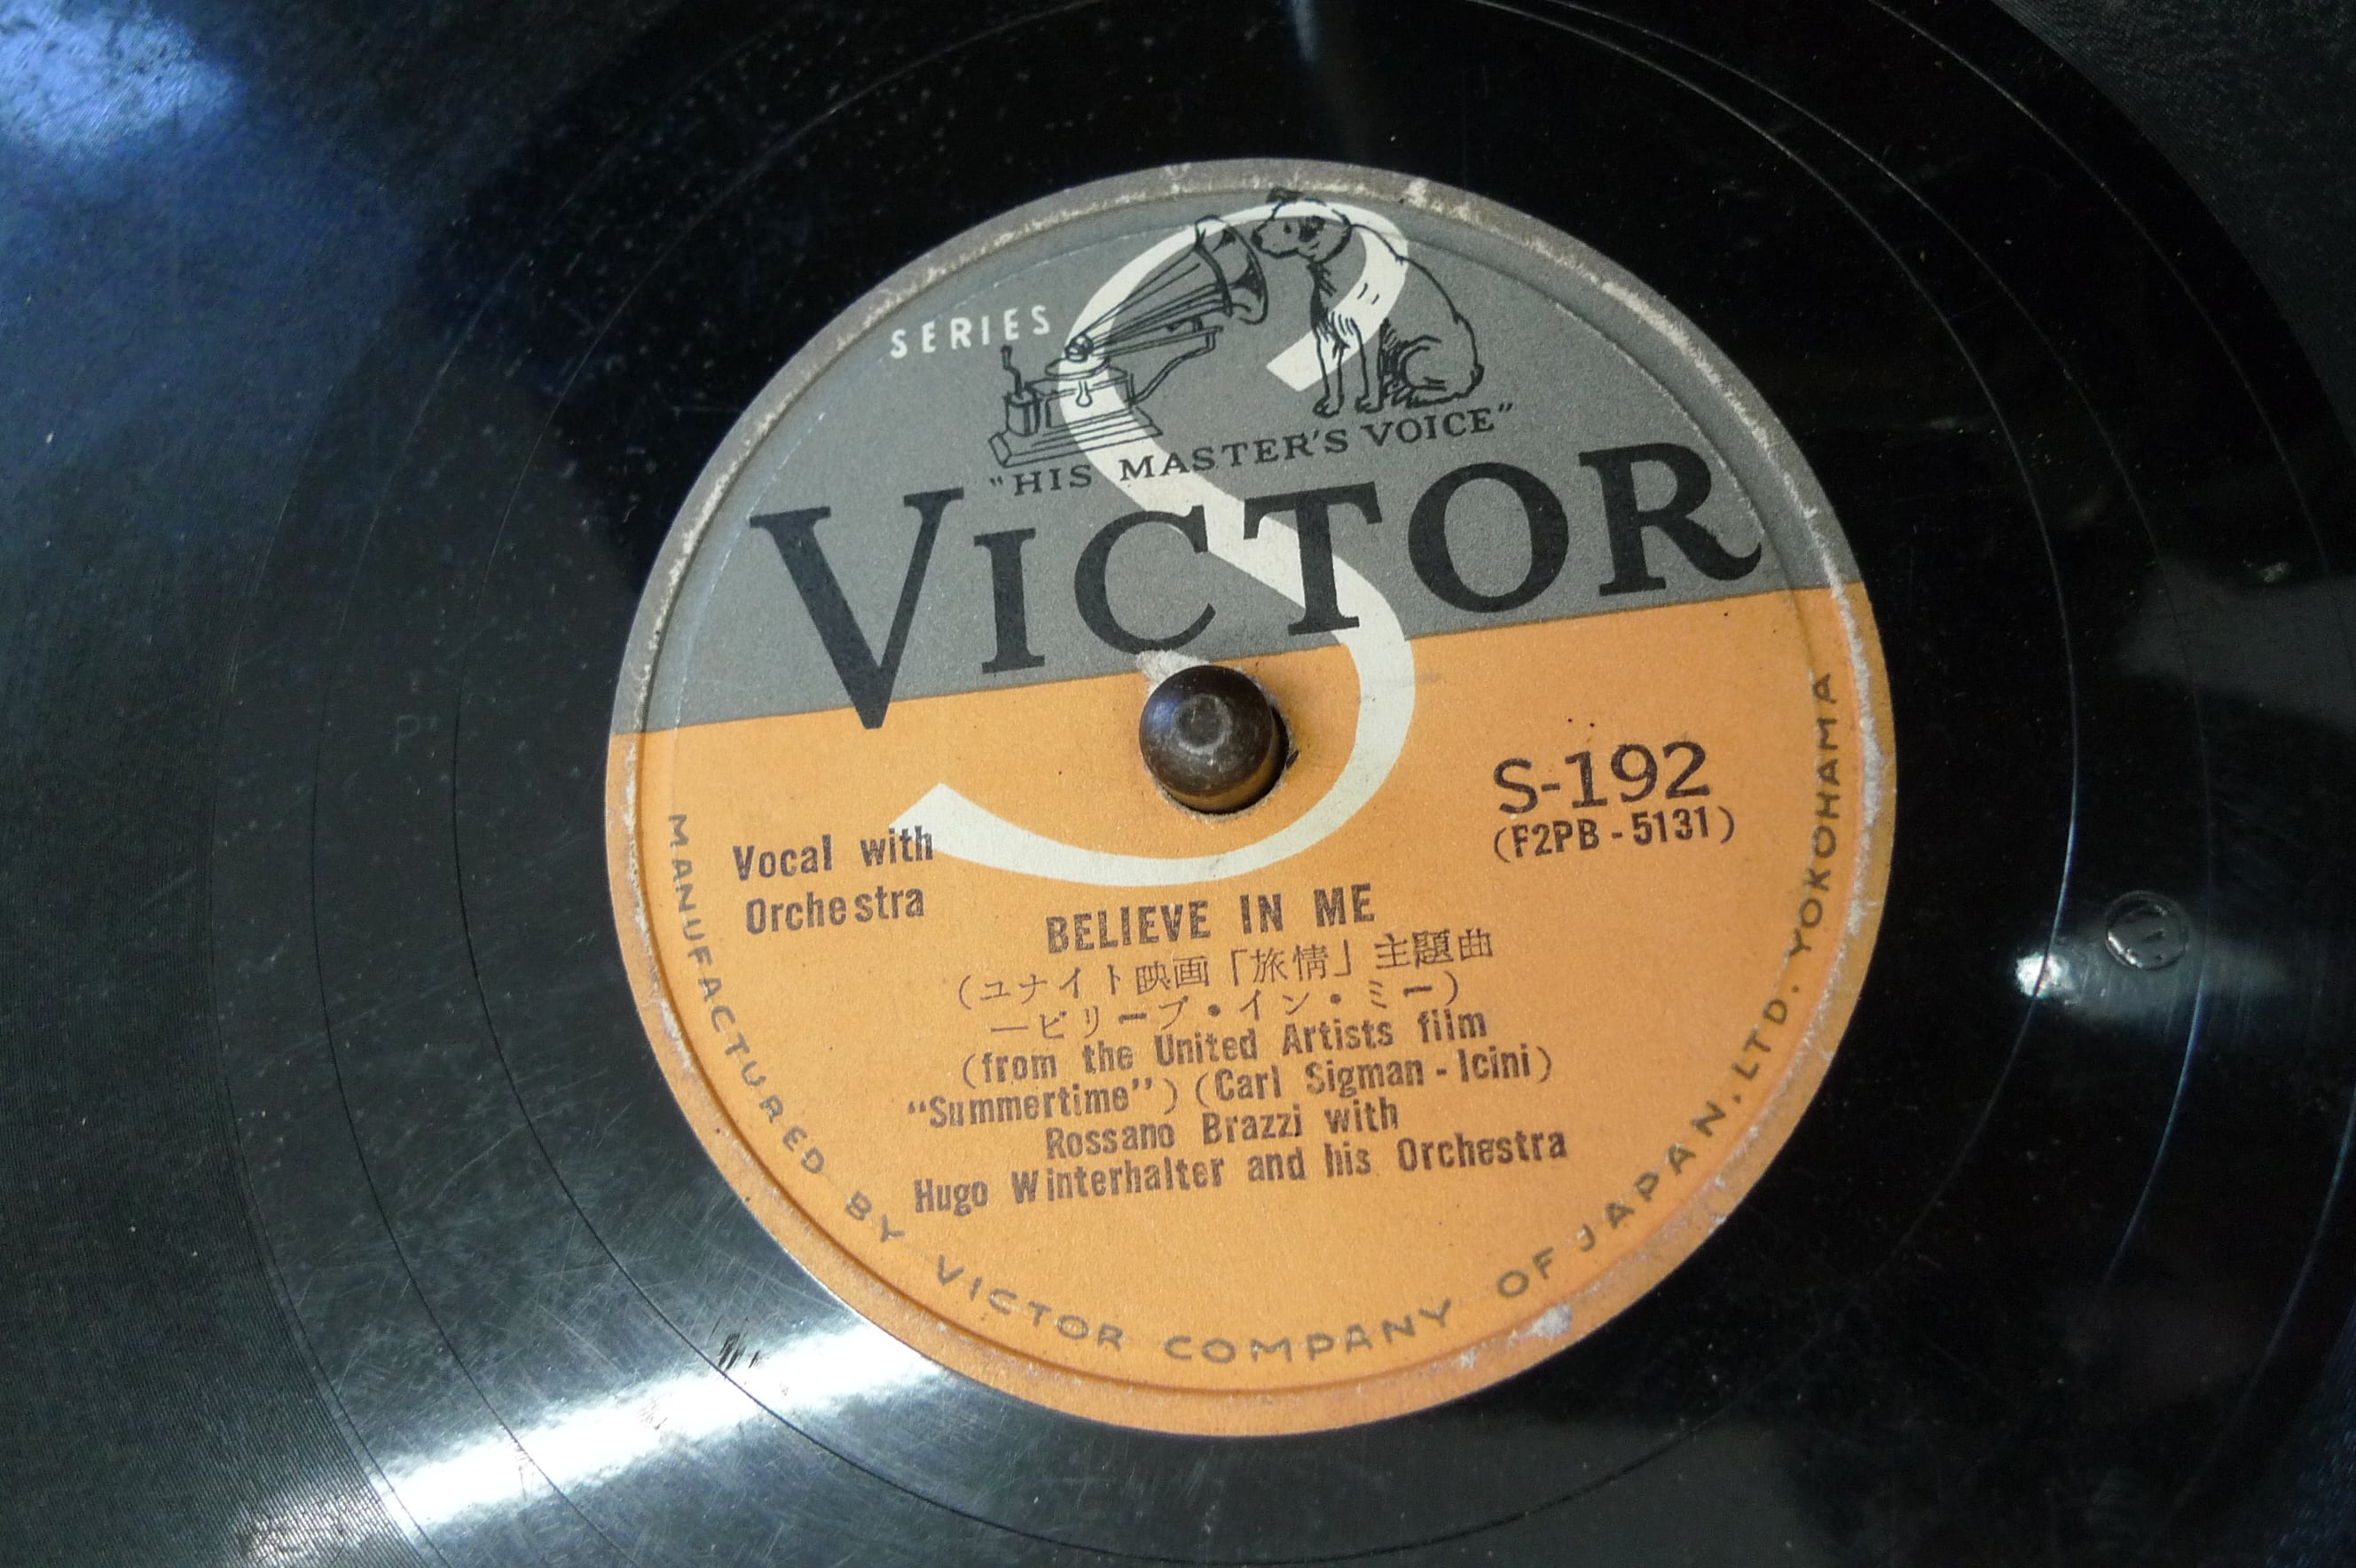 SERIES
S
"HIS MASTER'S VOICE"
VICTOR
S-192
(F2PB-5131)
Vocal with
Orchestra
BELIEVE IN ME
(ユナイト映画「旅情」主題曲
―ビリーブ・イン・ミー)
(from the United Artists film
"Summertime") (Carl Sigman-Icini)
Rossano Brazzi with
Hugo Winterhalter and his Orchestra
MANUFACTURED BY VICTOR COMPANY OF JAPAN, LTD. YOKOHAMA